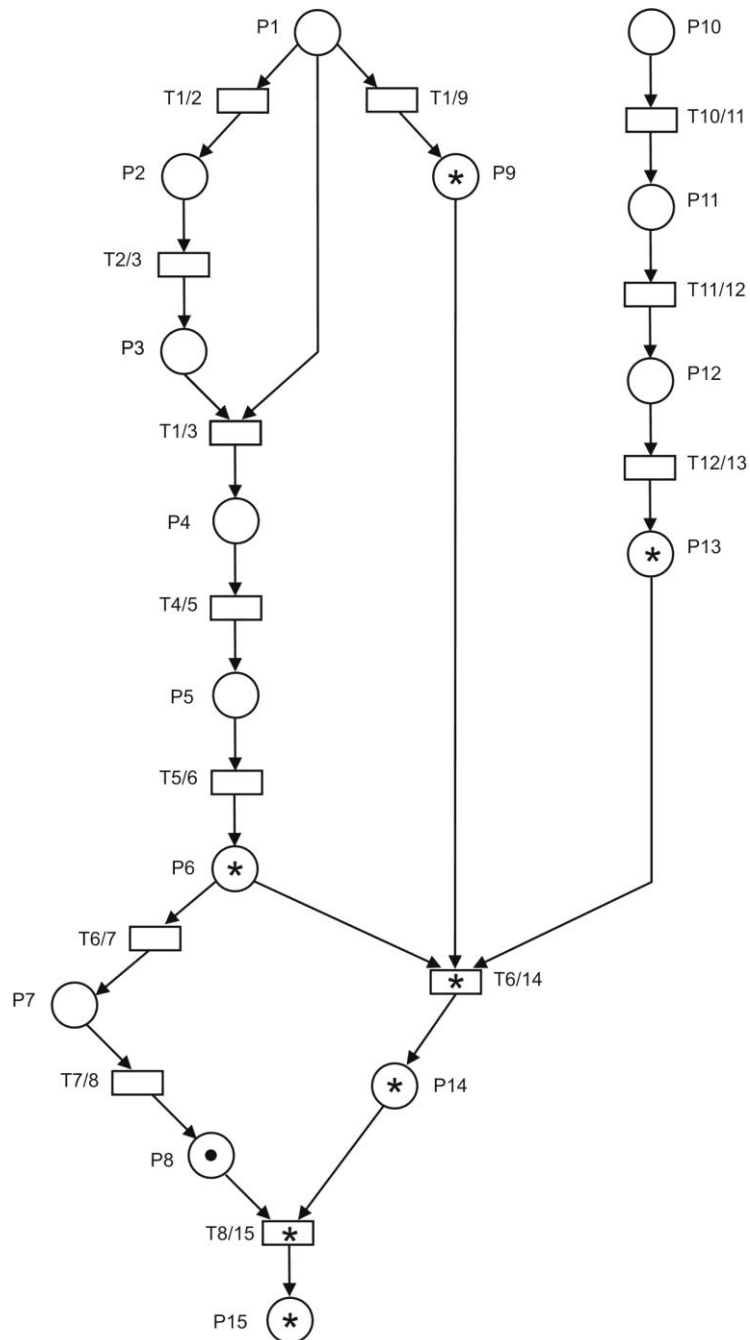 P1
P10
T1/2
T1/9
T10/11
P2
*
P9
P11
T2/3
T11/12
P3
P12
T1/3
T12/13
P4
*
P13
T4/5
P5
T5/6
P6
*
T6/7
*
T6/14
P7
T7/8
*
P14
P8
T8/15
*
P15
*